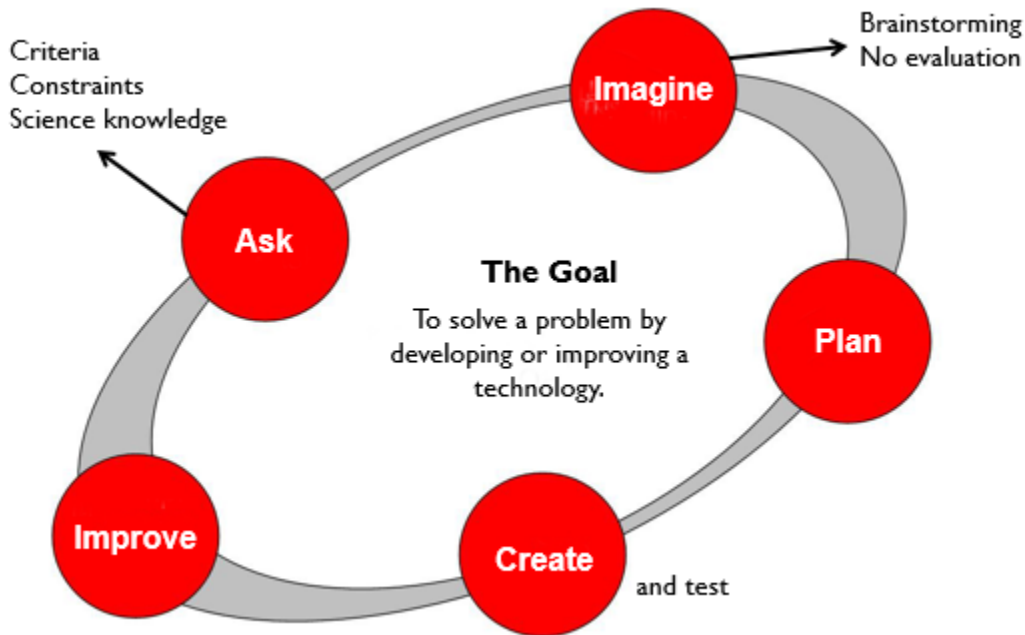 Criteria
Constraints
Science knowledge
Brainstorming
No evaluation
Imagine
Ask
The Goal
To solve a problem by
developing or improving a
technology.
Plan
Improve
Create
and test